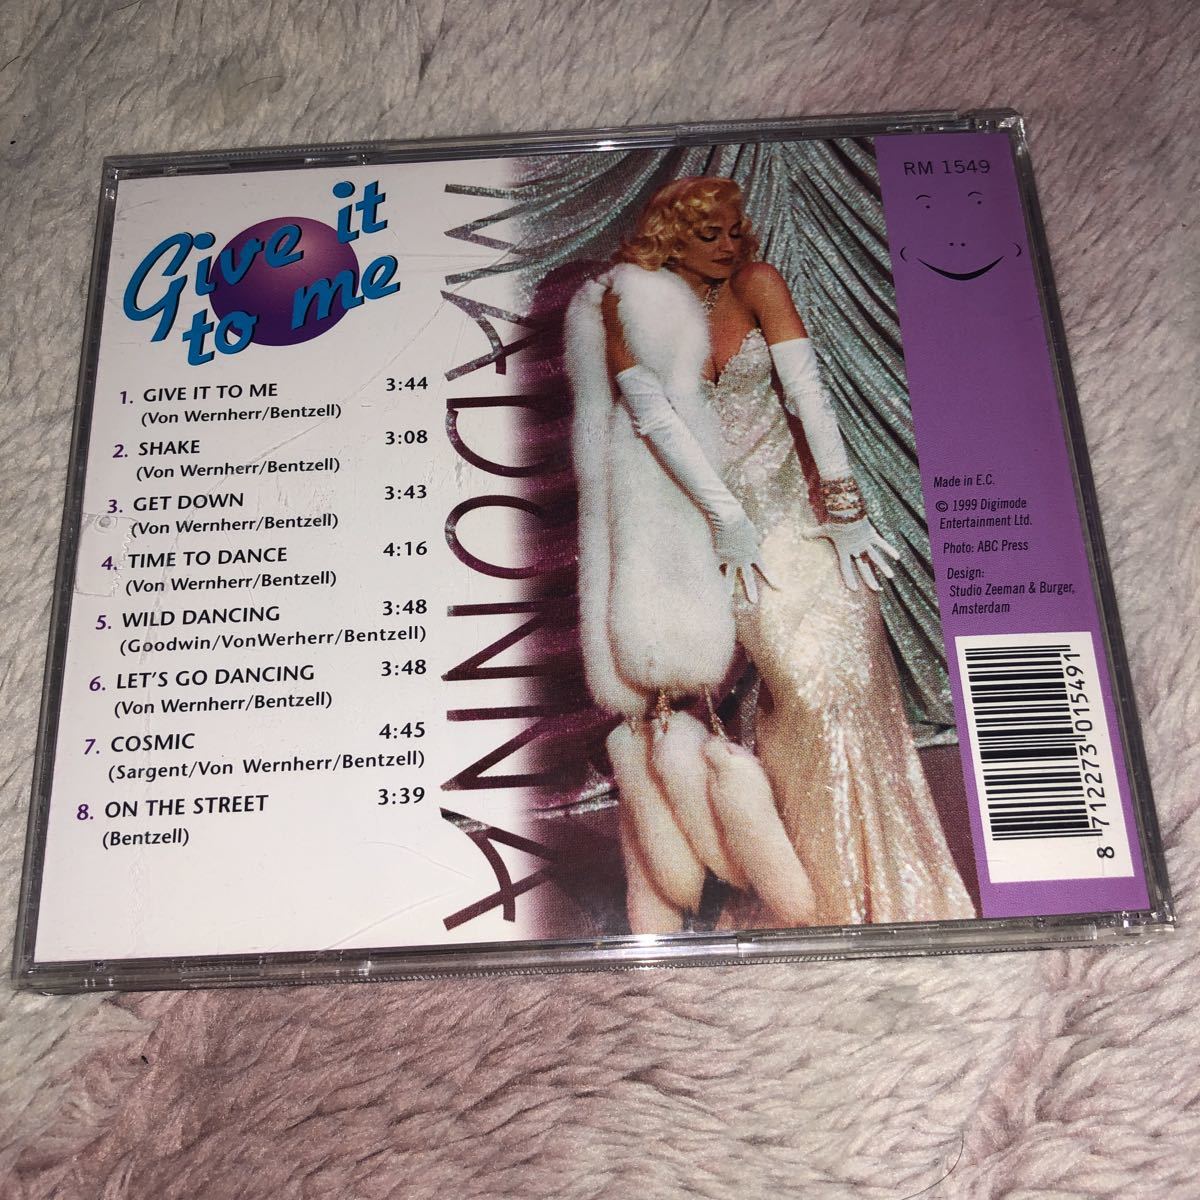 Give it
to me
1. GIVE IT TO ME 3:44
(Von Wernherr/Bentzell)
2. SHAKE 3:08
(Von Wernherr/Bentzell)
3. GET DOWN 3:43
(Von Wernherr/Bentzell)
4. TIME TO DANCE 4:16
(Von Wernherr/Bentzell)
5. WILD DANCING 3:48
(Goodwin/VonWerherr/Bentzell)
6. LET'S GO DANCING 3:48
(Von Wernherr/Bentzell)
7. COSMIC 4:45
(Sargent/Von Wernherr/Bentzell)
8. ON THE STREET 3:39
(Bentzell)
MADONNA
RM 1549
Made in E.C.
© 1999 Digimode
Entertainment Ltd.
Photo: ABC Press
Design:
Studio Zeeman & Burger,
Amsterdam
8 712273 015491